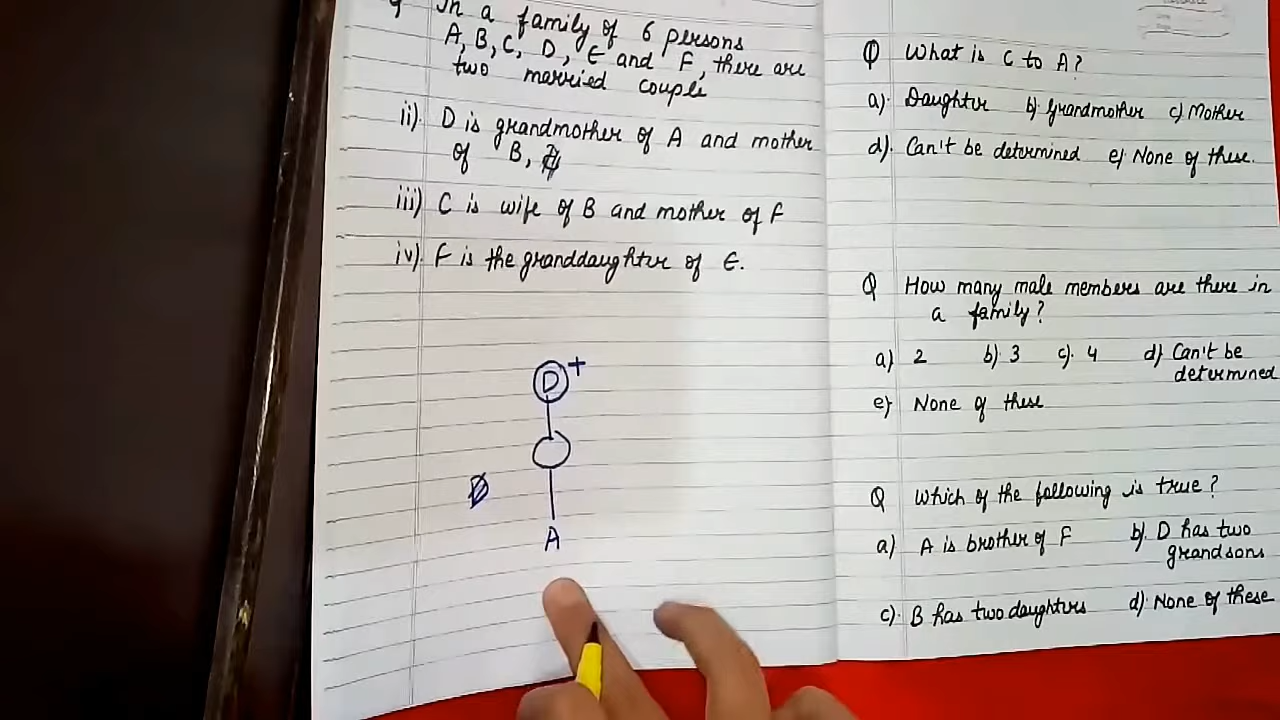 In a family of 6 persons
A, B, C, D, E and F, there are
two married couple
ii). D is grandmother of A and mother
of B,
iii) C is wife of B and mother of F
iv). F is the granddaughter of E.
D +
A
Q What is C to A?
a). Daughter b) Grandmother c) Mother
d). Can't be determined e) None of these.
Q How many male members are there in
a family?
a) 2 b) 3 c). 4 d) Can't be
determined
e) None of these
Q Which of the following is true?
a) A is brother of F b). D has two
grandsons
c). B has two daughters d). None of these